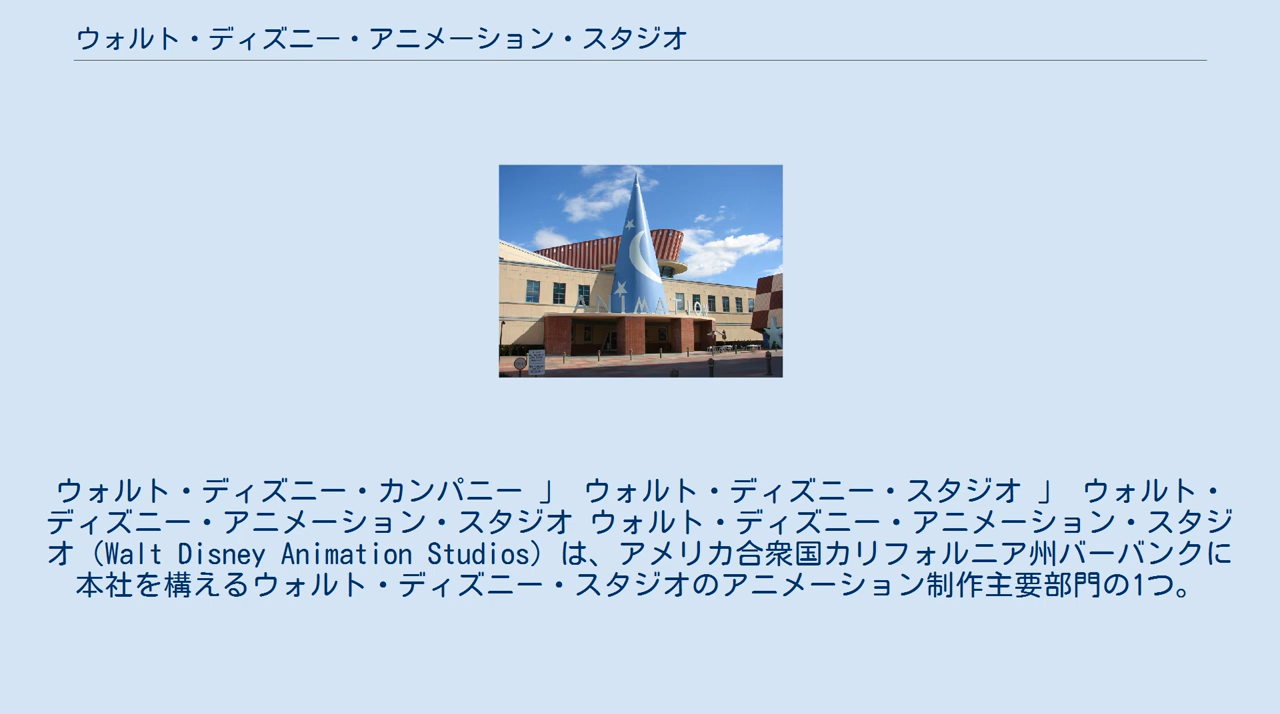 ウォルト・ディズニー・アニメーション・スタジオ
ANIMATION
ウォルト・ディズニー・カンパニー 」 ウォルト・ディズニー・スタジオ 」 ウォルト・
ディズニー・アニメーション・スタジオ ウォルト・ディズニー・アニメーション・スタジ
オ（Walt Disney Animation Studios）は、アメリカ合衆国カリフォルニア州バーバンクに
本社を構えるウォルト・ディズニー・スタジオのアニメーション制作主要部門の1つ。